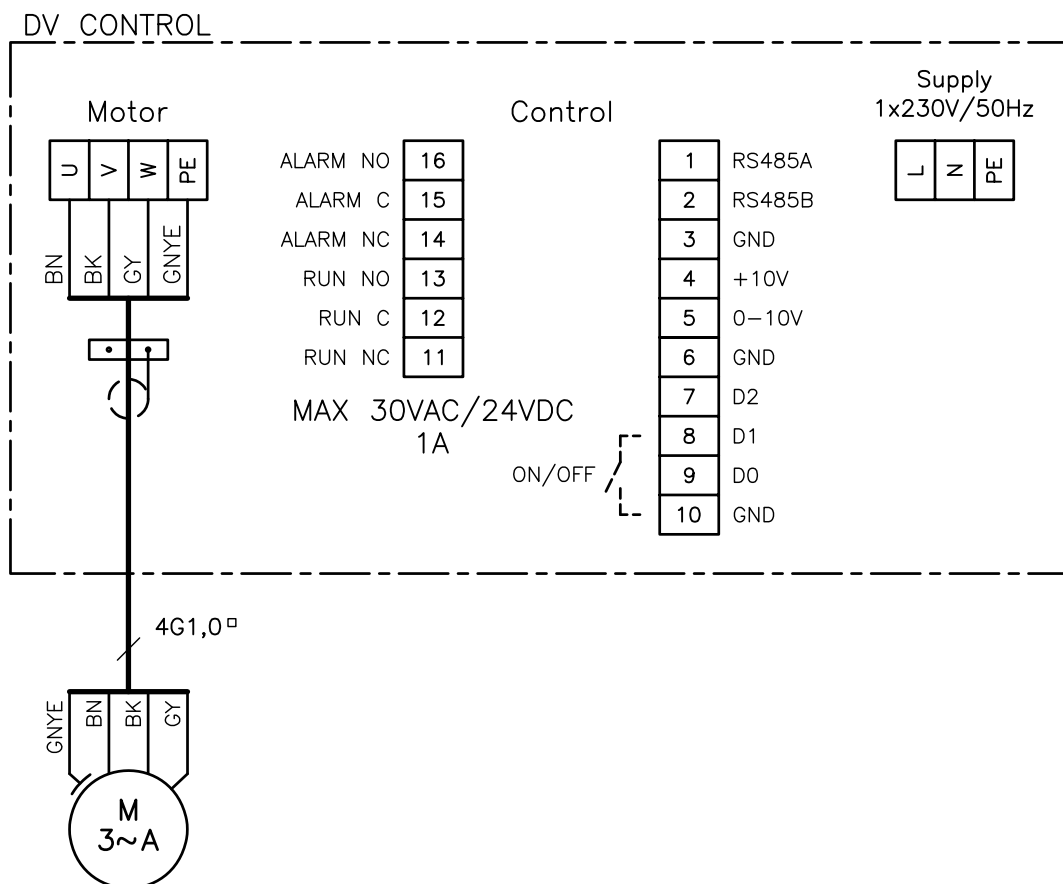 DV CONTROL
Motor
Control
Supply
1x230V/50Hz
U V W PE
L N PE
BN BK GY GNYE
ALARM NO 16
ALARM C 15
ALARM NC 14
RUN NO 13
RUN C 12
RUN NC 11
MAX 30VAC/24VDC
1A
1 RS485A
2 RS485B
3 GND
4 +10V
5 0-10V
6 GND
7 D2
8 D1
9 D0
10 GND
ON/OFF
4G1,0□
GNYE BN BK GY
M
3~A